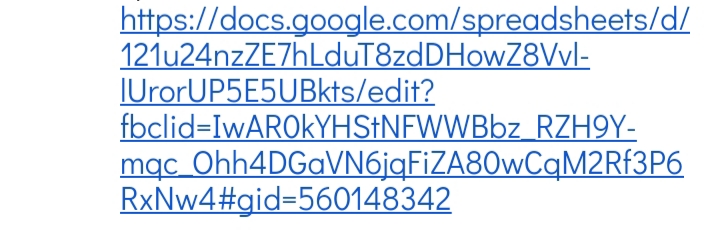 https://docs.google.com/spreadsheets/d/
121u24nzZE7hLduT8zdDHowZ8Vvl-
lUrorUP5E5UBkts/edit?
fbclid=IwAR0kYHStNFWWBbz_RZH9Y-
mqc_Ohh4DGaVN6jqFiZA80wCqM2Rf3P6
RxNw4#gid=560148342